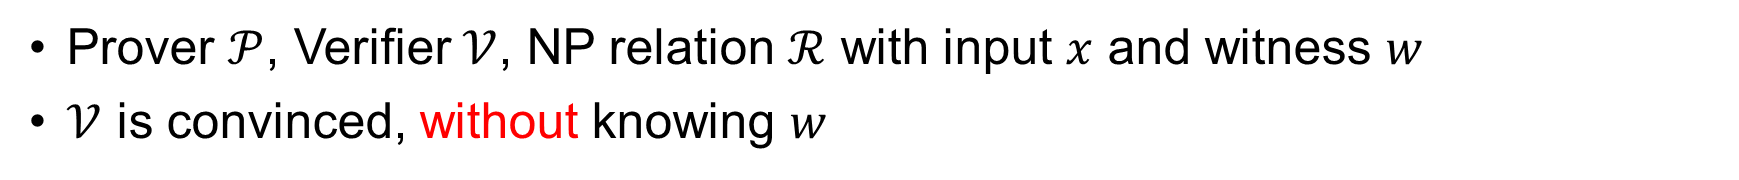 • Prover 𝒫, Verifier 𝒱, NP relation ℛ with input 𝑥 and witness 𝑤
• 𝒱 is convinced, without knowing 𝑤